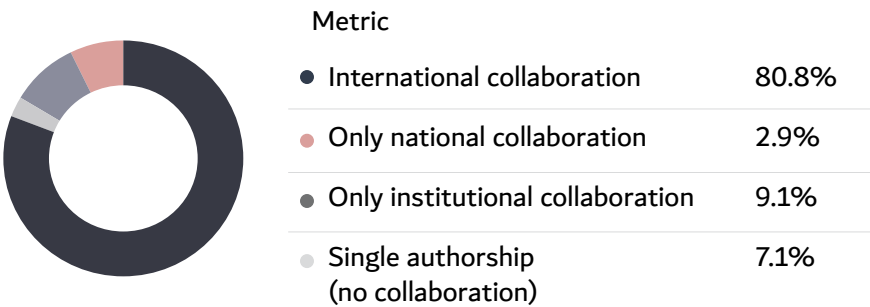 Metric
International collaboration 80.8%
Only national collaboration 2.9%
Only institutional collaboration 9.1%
Single authorship 7.1%
(no collaboration)